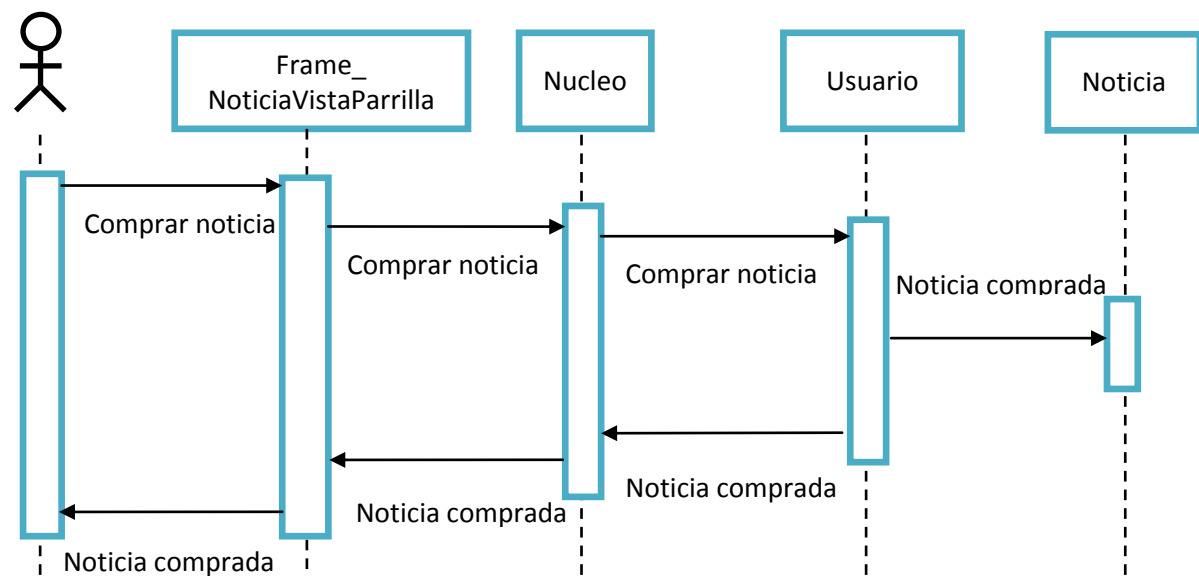 Frame_
NoticiaVistaParrilla
Nucleo
Usuario
Noticia
Comprar noticia
Comprar noticia
Comprar noticia
Noticia comprada
Noticia comprada
Noticia comprada
Noticia comprada